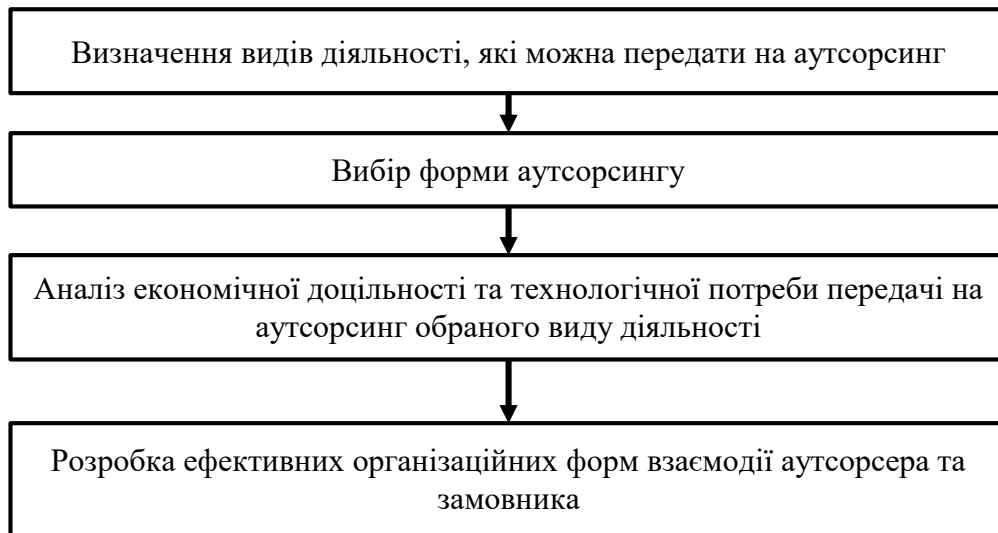 Визначення видів діяльності, які можна передати на аутсорсинг
Вибір форми аутсорсингу
Аналіз економічної доцільності та технологічної потреби передачі на
аутсорсинг обраного виду діяльності
Розробка ефективних організаційних форм взаємодії аутсорсера та
замовника